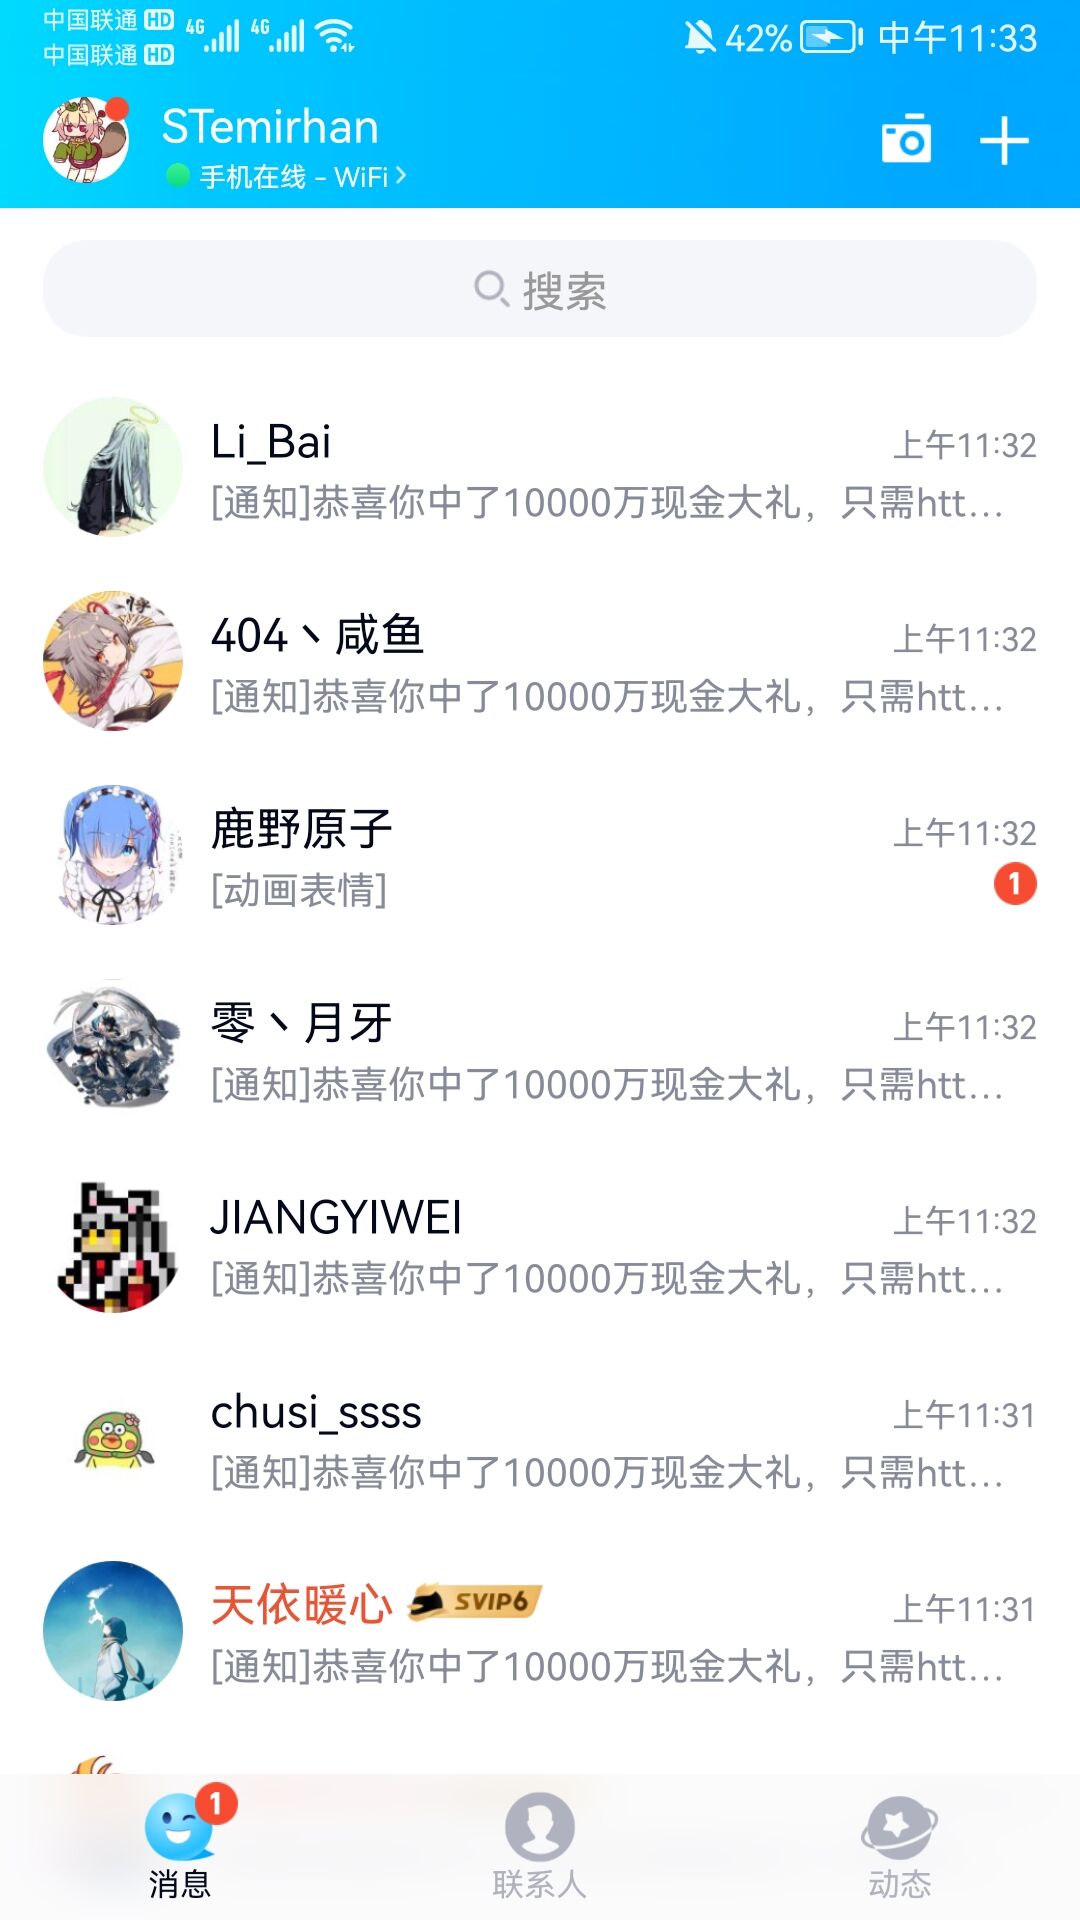 中国联通 HD 4G 4G 42% 中午11:33
中国联通 HD
STemirhan
手机在线 - WiFi
搜索
Li_Bai 上午11:32
[通知]恭喜你中了10000万现金大礼，只需htt...
404丶咸鱼 上午11:32
[通知]恭喜你中了10000万现金大礼，只需htt...
鹿野原子 上午11:32
[动画表情] 1
零丶月牙 上午11:32
[通知]恭喜你中了10000万现金大礼，只需htt...
JIANGYIWEI 上午11:32
[通知]恭喜你中了10000万现金大礼，只需htt...
chusi_ssss 上午11:31
[通知]恭喜你中了10000万现金大礼，只需htt...
天依暖心 SVIP6 上午11:31
[通知]恭喜你中了10000万现金大礼，只需htt...
1
消息 联系人 动态